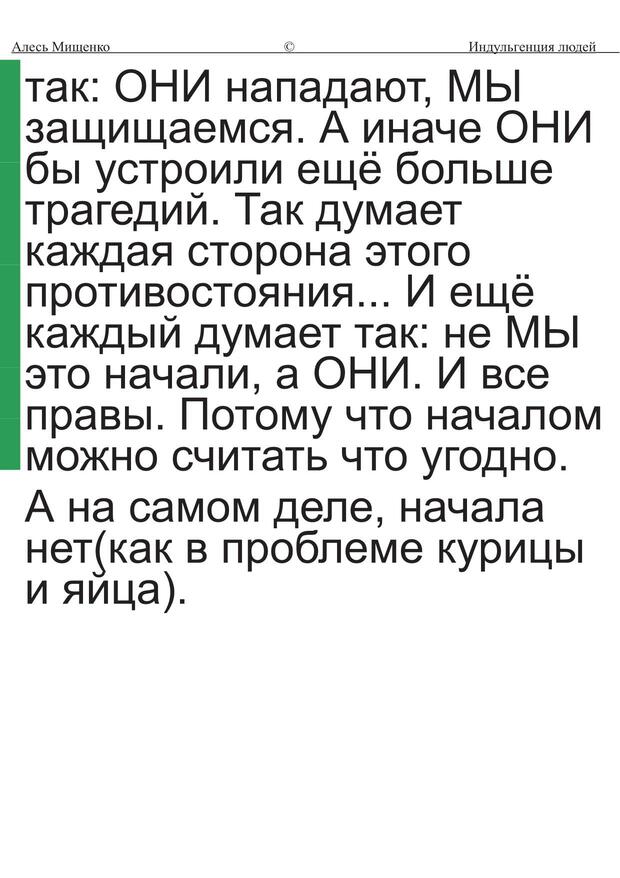 Алесь Мищенко © Индульгенция людей
так: ОНИ нападают, МЫ
защищаемся. А иначе ОНИ
бы устроили ещё больше
трагедий. Так думает
каждая сторона этого
противостояния... И ещё
каждый думает так: не МЫ
это начали, а ОНИ. И все
правы. Потому что началом
можно считать что угодно.
А на самом деле, начала
нет(как в проблеме курицы
и яйца).